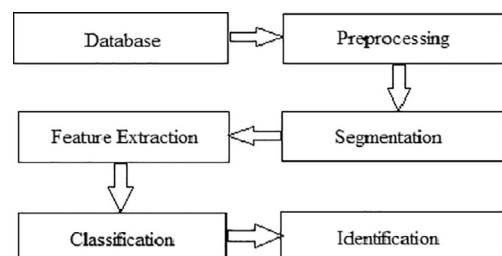 Database
Preprocessing
Segmentation
Feature Extraction
Classification
Identification